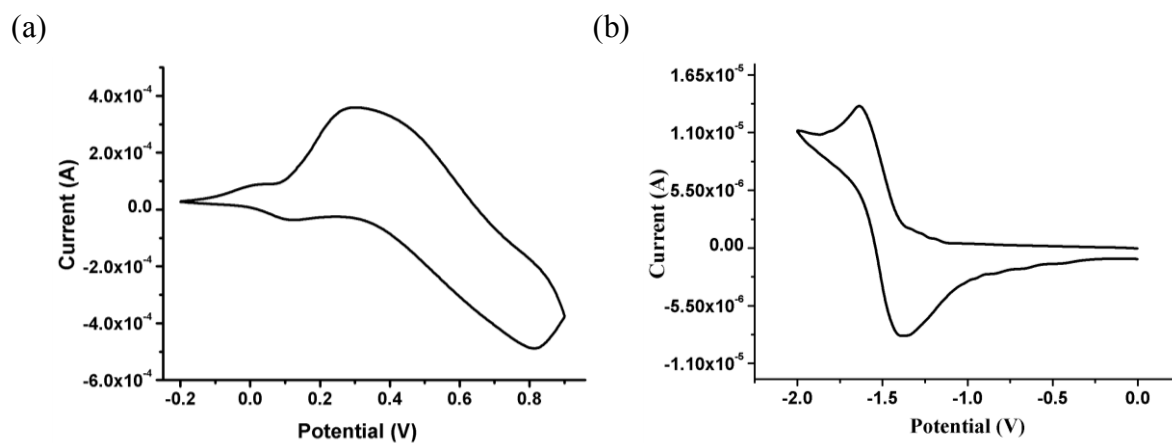 (a)
(b)
4.0x10⁻⁴
2.0x10⁻⁴
0.0
-2.0x10⁻⁴
-4.0x10⁻⁴
-6.0x10⁻⁴
Current (A)
-0.2 0.0 0.2 0.4 0.6 0.8
Potential (V)
1.65x10⁻⁵
1.10x10⁻⁵
5.50x10⁻⁶
0.00
-5.50x10⁻⁶
-1.10x10⁻⁵
Current (A)
-2.0 -1.5 -1.0 -0.5 0.0
Potential (V)